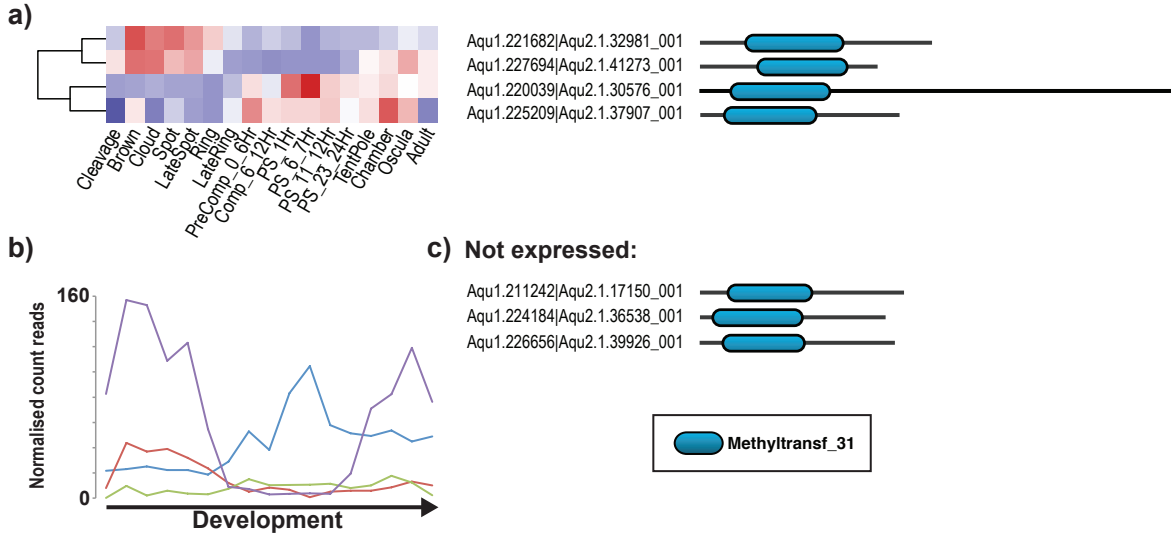 a)
Aqu1.221682|Aqu2.1.32981_001
Aqu1.227694|Aqu2.1.41273_001
Aqu1.220039|Aqu2.1.30576_001
Aqu1.225209|Aqu2.1.37907_001
Cleavage
Brown
Cloud
Spot
LateSpot
Ring
LateRing
PreComp_0_6Hr
Comp_6_12Hr
PS_1Hr
PS_6_7Hr
PS_11_12Hr
PS_23_24Hr
TentPole
Chamber
Oscula
Adult
b)
160
Normalised count reads
0
Development
c) Not expressed:
Aqu1.211242|Aqu2.1.17150_001
Aqu1.224184|Aqu2.1.36538_001
Aqu1.226656|Aqu2.1.39926_001
Methyltransf_31